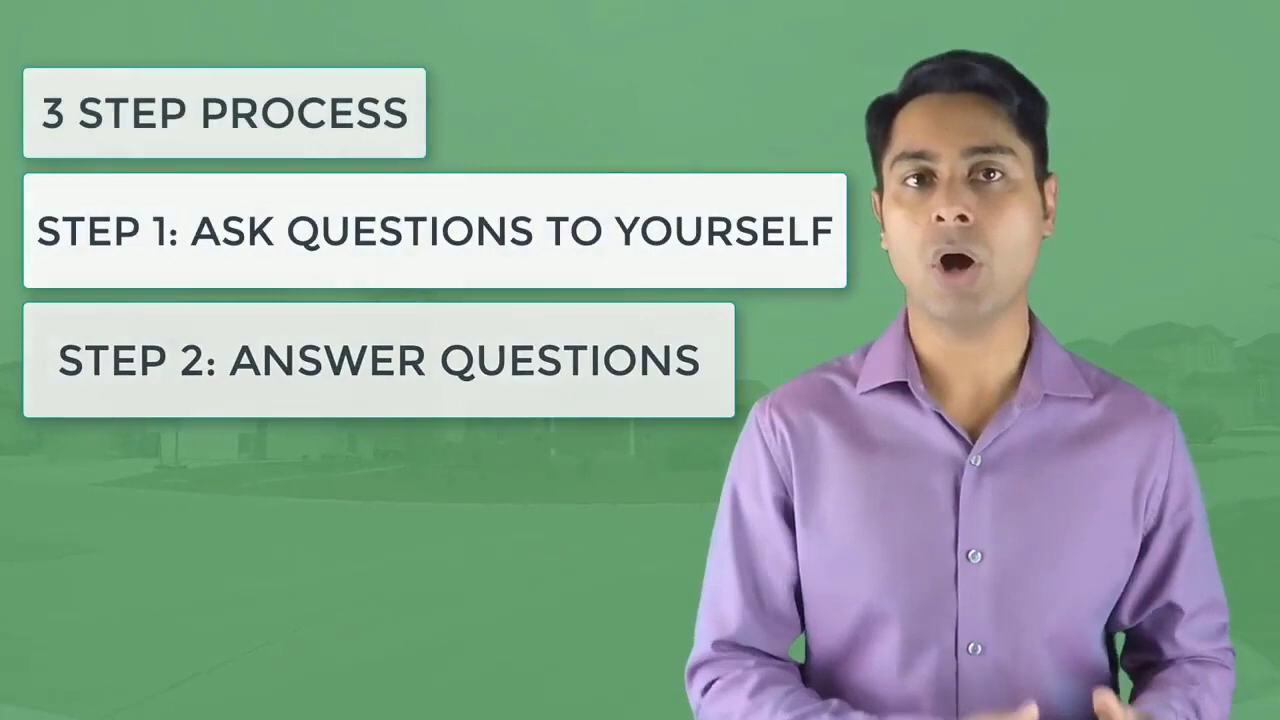 3 STEP PROCESS
STEP 1: ASK QUESTIONS TO YOURSELF
STEP 2: ANSWER QUESTIONS